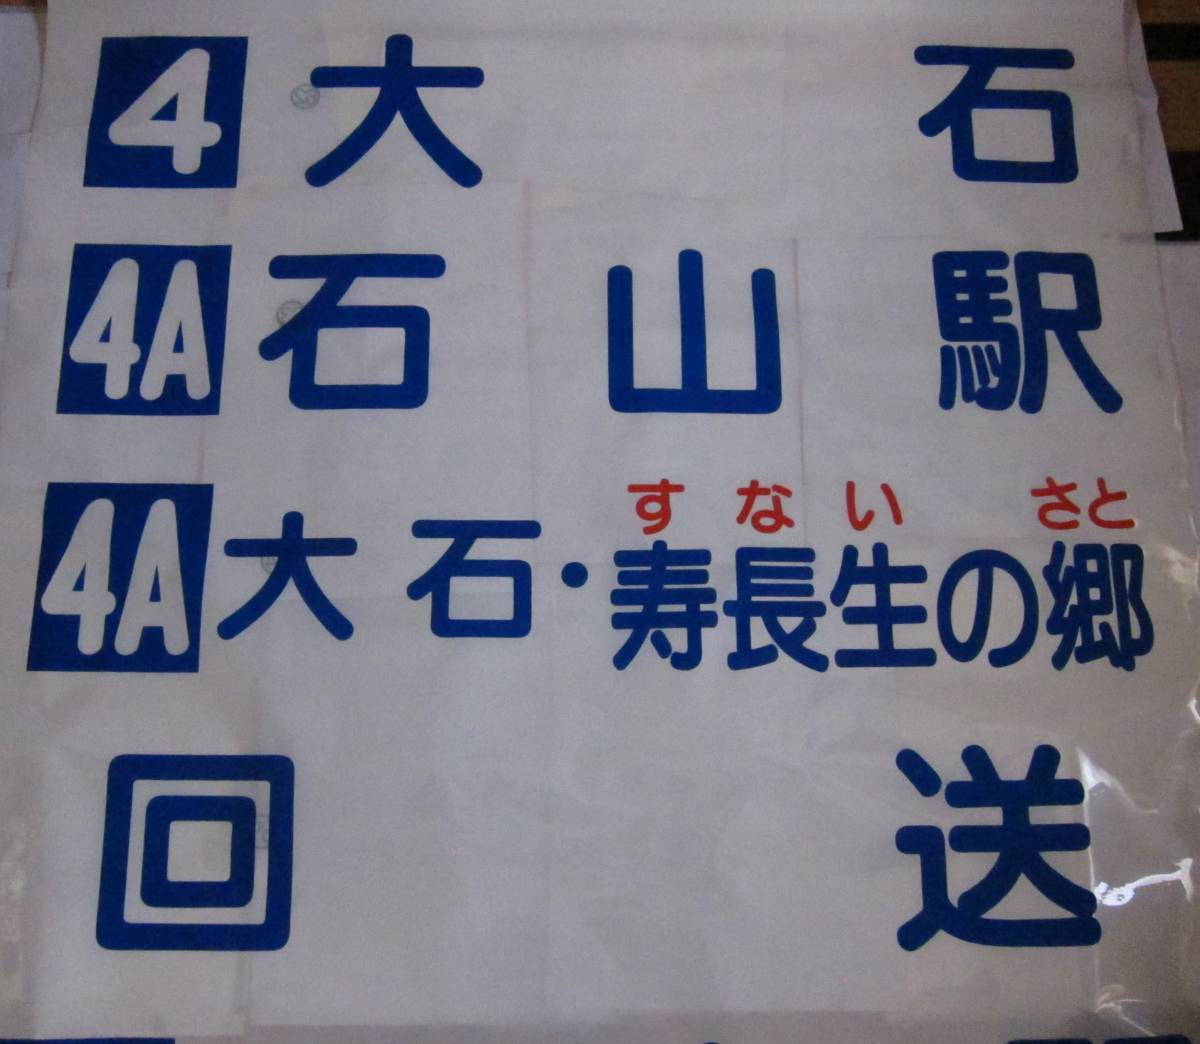 4 大石
4A 石山駅
すないさと
4A 大石・寿長生の郷
回送